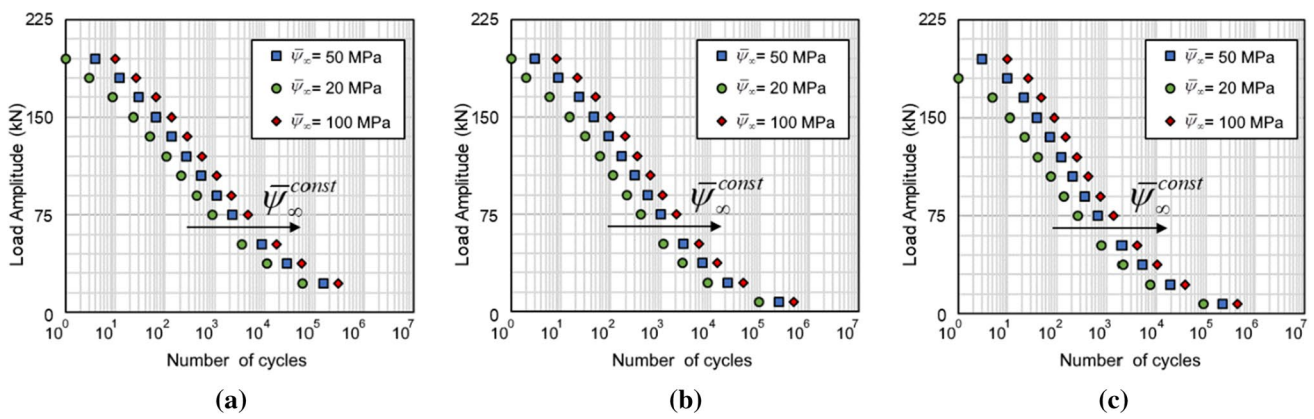 225
150
75
0
Load Amplitude (kN)
ψ̅∞ = 50 MPa
ψ̅∞ = 20 MPa
ψ̅∞ = 100 MPa
ψ̅∞^const
10^0 10^1 10^2 10^3 10^4 10^5 10^6 10^7
Number of cycles
(a)
225
150
75
0
Load Amplitude (kN)
ψ̅∞ = 50 MPa
ψ̅∞ = 20 MPa
ψ̅∞ = 100 MPa
ψ̅∞^const
10^0 10^1 10^2 10^3 10^4 10^5 10^6 10^7
Number of cycles
(b)
225
150
75
0
Load Amplitude (kN)
ψ̅∞ = 50 MPa
ψ̅∞ = 20 MPa
ψ̅∞ = 100 MPa
ψ̅∞^const
10^0 10^1 10^2 10^3 10^4 10^5 10^6 10^7
Number of cycles
(c)